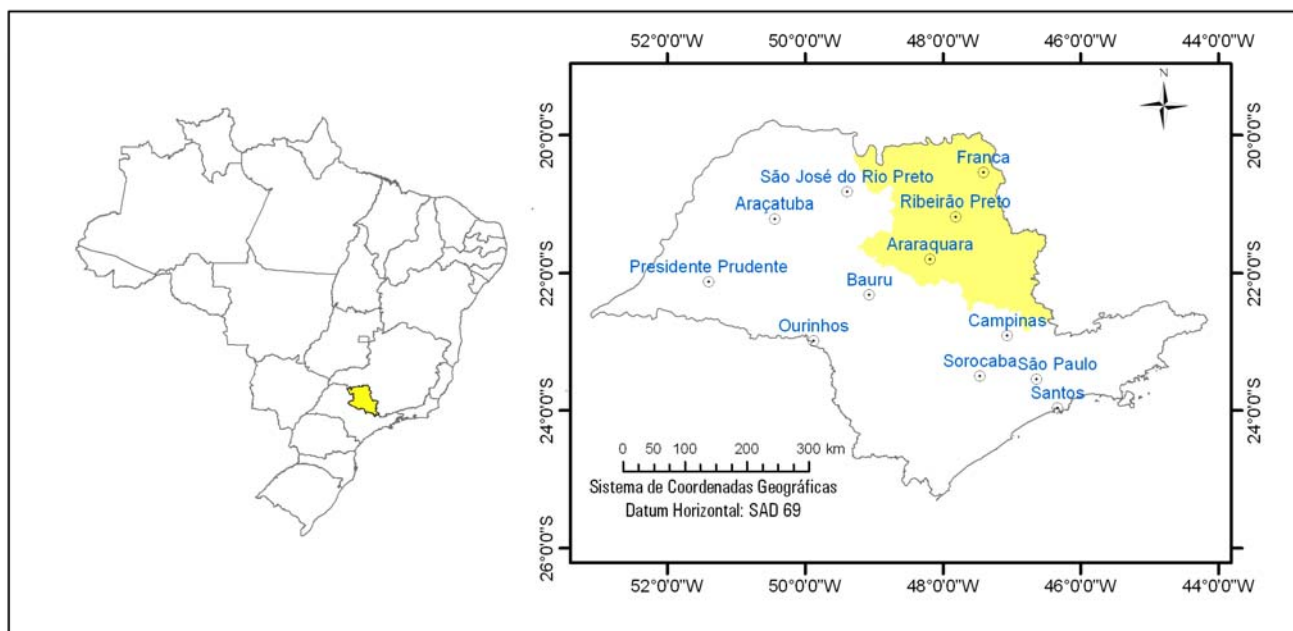 52°0'0"W
50°0'0"W
48°0'0"W
46°0'0"W
44°0'0"W
N
20°0'0"S
20°0'0"S
Franca
São José do Rio Preto
Ribeirão Preto
Araçatuba
Araraquara
Presidente Prudente
22°0'0"S
22°0'0"S
Bauru
Ourinhos
Campinas
Sorocaba
São Paulo
Santos
24°0'0"S
24°0'0"S
0 50 100 200 300 km
Sistema de Coordenadas Geográficas
Datum Horizontal: SAD 69
26°0'0"S
26°0'0"S
52°0'0"W
50°0'0"W
48°0'0"W
46°0'0"W
44°0'0"W